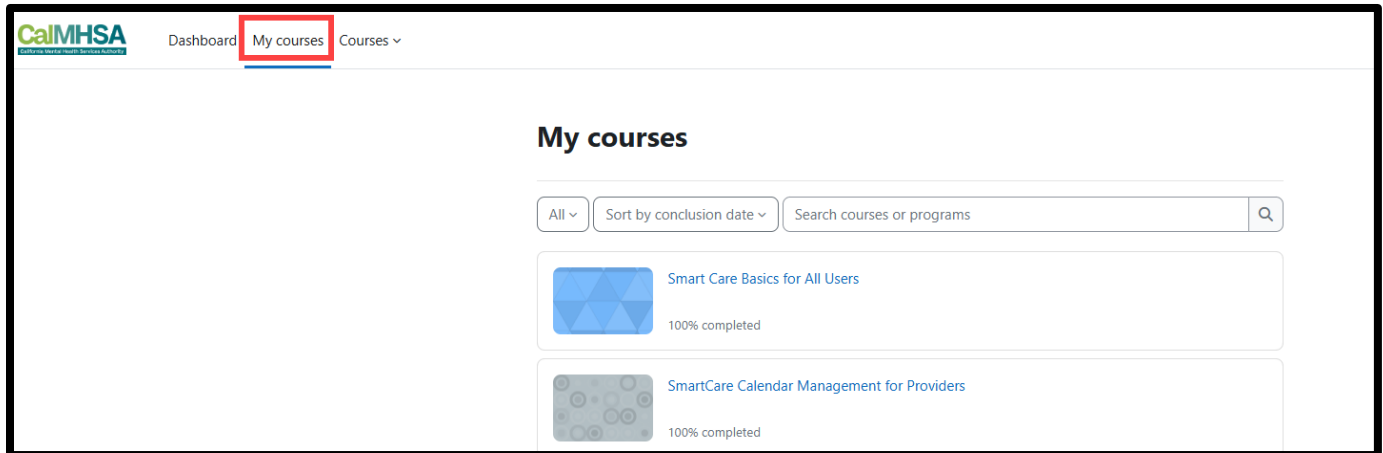 CalMHSA
California Mental Health Services Authority
Dashboard My courses Courses
My courses
All Sort by conclusion date Search courses or programs
Smart Care Basics for All Users
100% completed
SmartCare Calendar Management for Providers
100% completed